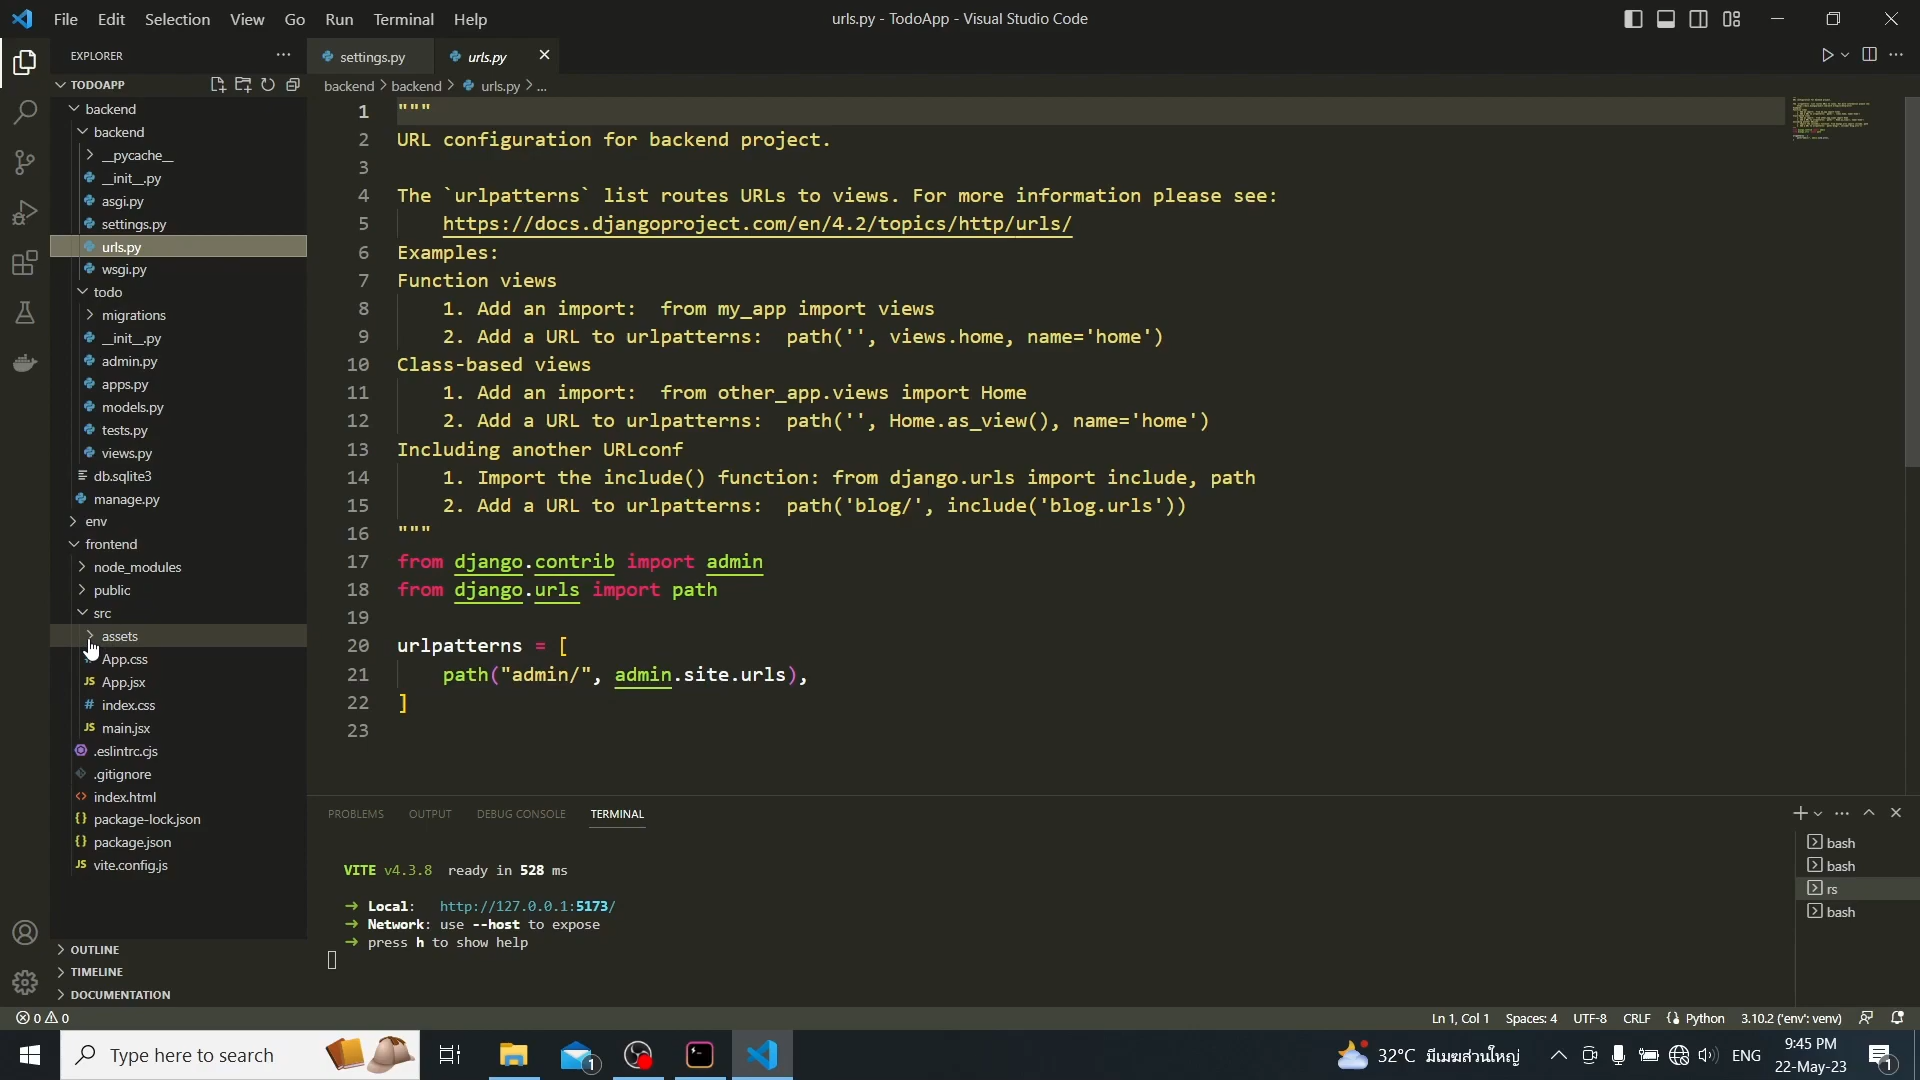 File Edit Selection View Go Run Terminal Help
urls.py - TodoApp - Visual Studio Code
EXPLORER
TODOAPP
backend
backend
__pycache__
__init__.py
asgi.py
settings.py
urls.py
wsgi.py
todo
migrations
__init__.py
admin.py
apps.py
models.py
tests.py
views.py
db.sqlite3
manage.py
env
frontend
node_modules
public
src
assets
App.css
JS App.jsx
# index.css
JS main.jsx
.eslintrc.cjs
.gitignore
<> index.html
{} package-lock.json
{} package.json
JS vite.config.js
OUTLINE
TIMELINE
DOCUMENTATION
settings.py urls.py
backend > backend > urls.py > ...
1 """
2 URL configuration for backend project.
3
4 The `urlpatterns` list routes URLs to views. For more information please see:
5 https://docs.djangoproject.com/en/4.2/topics/http/urls/
6 Examples:
7 Function views
8 1. Add an import:  from my_app import views
9 2. Add a URL to urlpatterns:  path('', views.home, name='home')
10 Class-based views
11 1. Add an import:  from other_app.views import Home
12 2. Add a URL to urlpatterns:  path('', Home.as_view(), name='home')
13 Including another URLconf
14 1. Import the include() function: from django.urls import include, path
15 2. Add a URL to urlpatterns:  path('blog/', include('blog.urls'))
16 """
17 from django.contrib import admin
18 from django.urls import path
19
20 urlpatterns = [
21 path("admin/", admin.site.urls),
22 ]
23
PROBLEMS OUTPUT DEBUG CONSOLE TERMINAL
VITE v4.3.8 ready in 528 ms
➜ Local: http://127.0.0.1:5173/
➜ Network: use --host to expose
➜ press h to show help
bash
bash
rs
bash
0 0
Ln 1, Col 1 Spaces: 4 UTF-8 CRLF Python 3.10.2 ('env': venv)
Type here to search
1
32°C มีเมฆส่วนใหญ่
ENG
9:45 PM
22-May-23
1